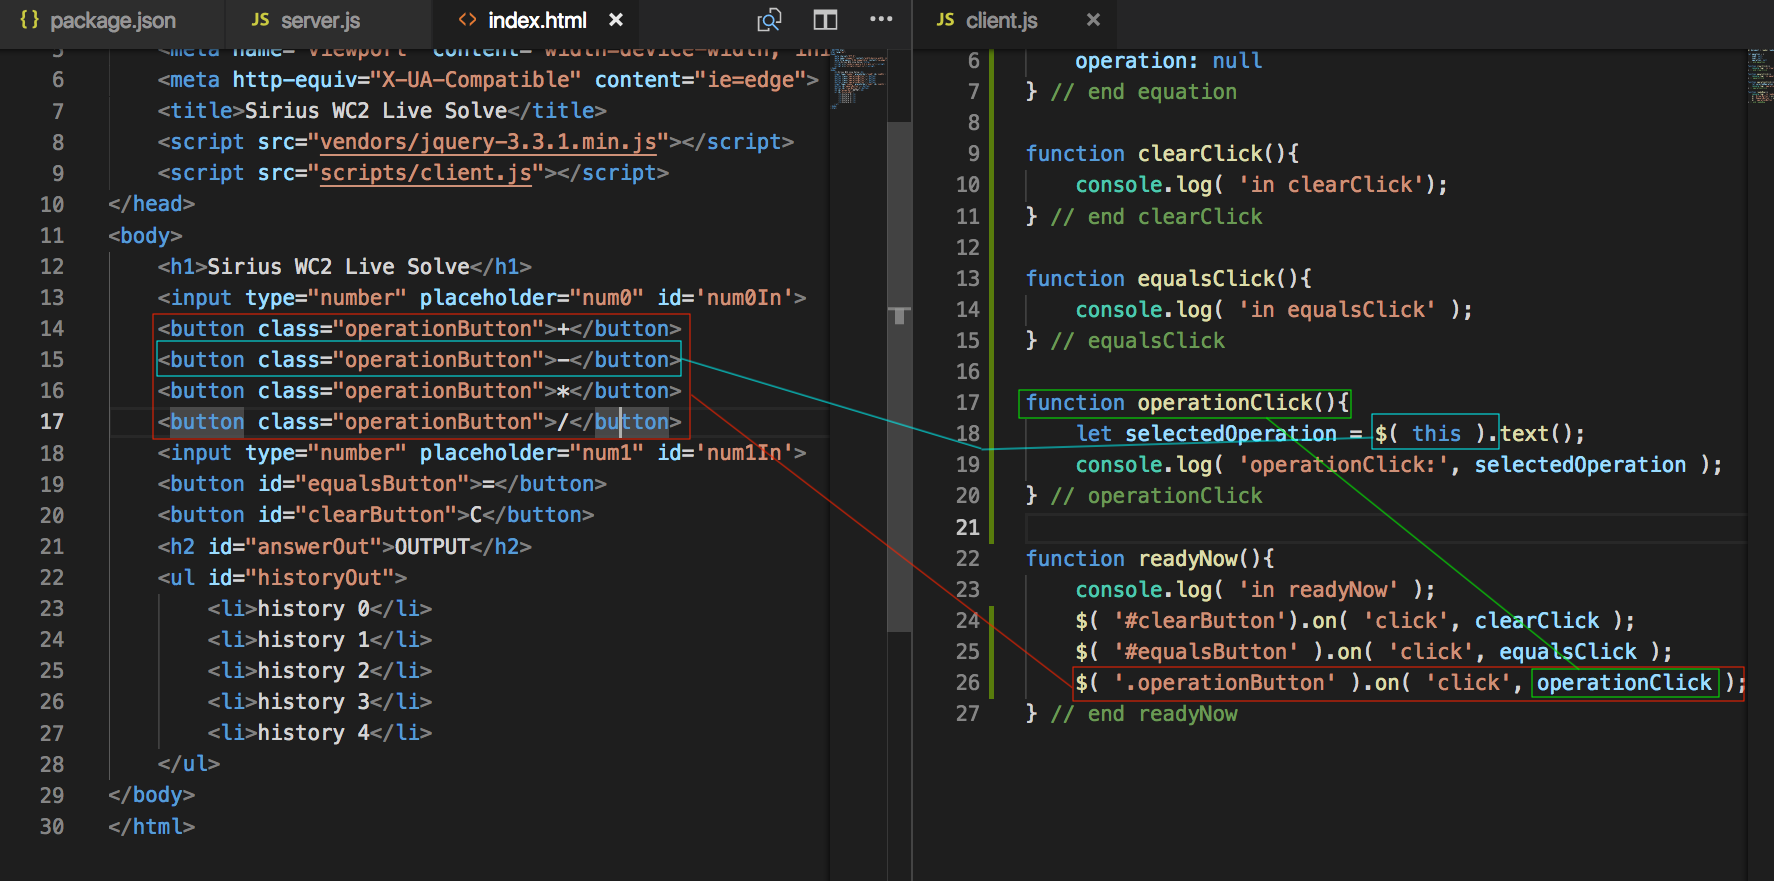 {} package.json
JS server.js
<> index.html ×
5 <meta name="viewport" content="width=device-width, ini
6 <meta http-equiv="X-UA-Compatible" content="ie=edge">
7 <title>Sirius WC2 Live Solve</title>
8 <script src="vendors/jquery-3.3.1.min.js"></script>
9 <script src="scripts/client.js"></script>
10 </head>
11 <body>
12 <h1>Sirius WC2 Live Solve</h1>
13 <input type="number" placeholder="num0" id='num0In'>
14 <button class="operationButton">+</button>
15 <button class="operationButton">-</button>
16 <button class="operationButton">*</button>
17 <button class="operationButton">/</button>
18 <input type="number" placeholder="num1" id='num1In'>
19 <button id="equalsButton">=</button>
20 <button id="clearButton">C</button>
21 <h2 id="answerOut">OUTPUT</h2>
22 <ul id="historyOut">
23 <li>history 0</li>
24 <li>history 1</li>
25 <li>history 2</li>
26 <li>history 3</li>
27 <li>history 4</li>
28 </ul>
29 </body>
30 </html>
JS client.js ×
6 operation: null
7 } // end equation
8
9 function clearClick(){
10 console.log( 'in clearClick');
11 } // end clearClick
12
13 function equalsClick(){
14 console.log( 'in equalsClick' );
15 } // equalsClick
16
17 function operationClick(){
18 let selectedOperation = $( this ).text();
19 console.log( 'operationClick:', selectedOperation );
20 } // operationClick
21
22 function readyNow(){
23 console.log( 'in readyNow' );
24 $( '#clearButton').on( 'click', clearClick );
25 $( '#equalsButton' ).on( 'click', equalsClick );
26 $( '.operationButton' ).on( 'click', operationClick );
27 } // end readyNow